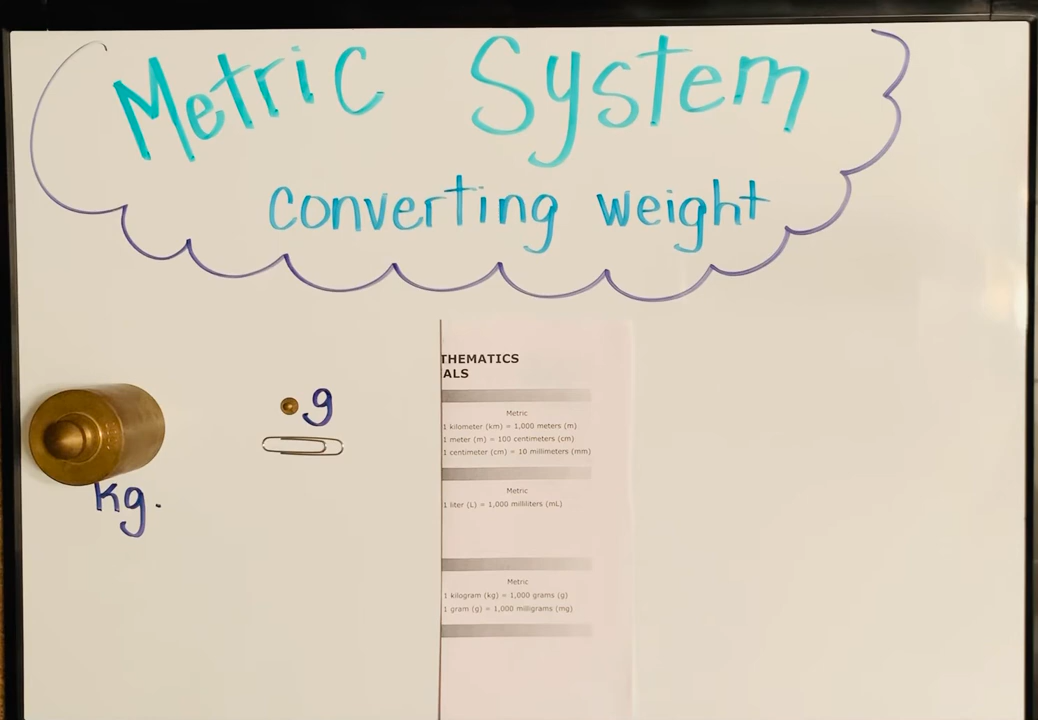 Metric System
converting weight
g
kg.
THEMATICS
ALS
Metric
1 kilometer (km) = 1,000 meters (m)
1 meter (m) = 100 centimeters (cm)
1 centimeter (cm) = 10 millimeters (mm)
Metric
1 liter (L) = 1,000 milliliters (mL)
Metric
1 kilogram (kg) = 1,000 grams (g)
1 gram (g) = 1,000 milligrams (mg)